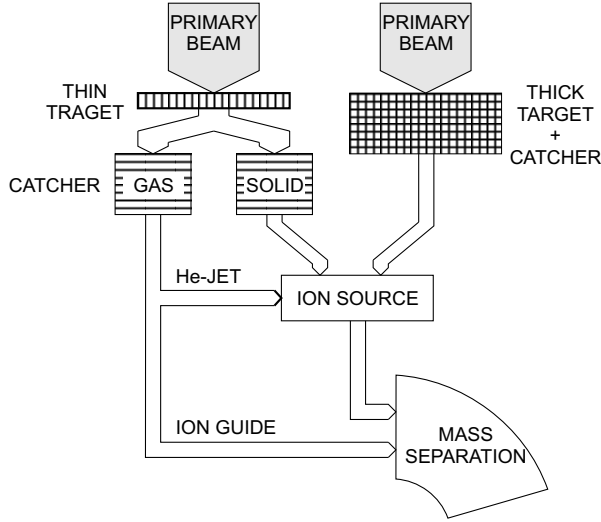 PRIMARY
BEAM
PRIMARY
BEAM
THIN
TRAGET
THICK
TARGET
+
CATCHER
CATCHER
GAS
SOLID
He-JET
ION SOURCE
ION GUIDE
MASS
SEPARATION